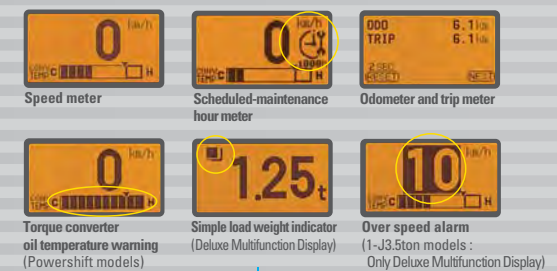 0 km/h
CONV. TEMP C H
Speed meter
0 km/h
-1000H
CONV. TEMP C H
Scheduled-maintenance
hour meter
ODO 6.1km
TRIP 6.1km
2 SEC
RESET NEXT
Odometer and trip meter
0 km/h
CONV. TEMP C H
Torque converter
oil temperature warning
(Powershift models)
1.25t
Simple load weight indicator
(Deluxe Multifunction Display)
10 km/h
CONV. TEMP C H
Over speed alarm
(1-J3.5ton models :
Only Deluxe Multifunction Display)